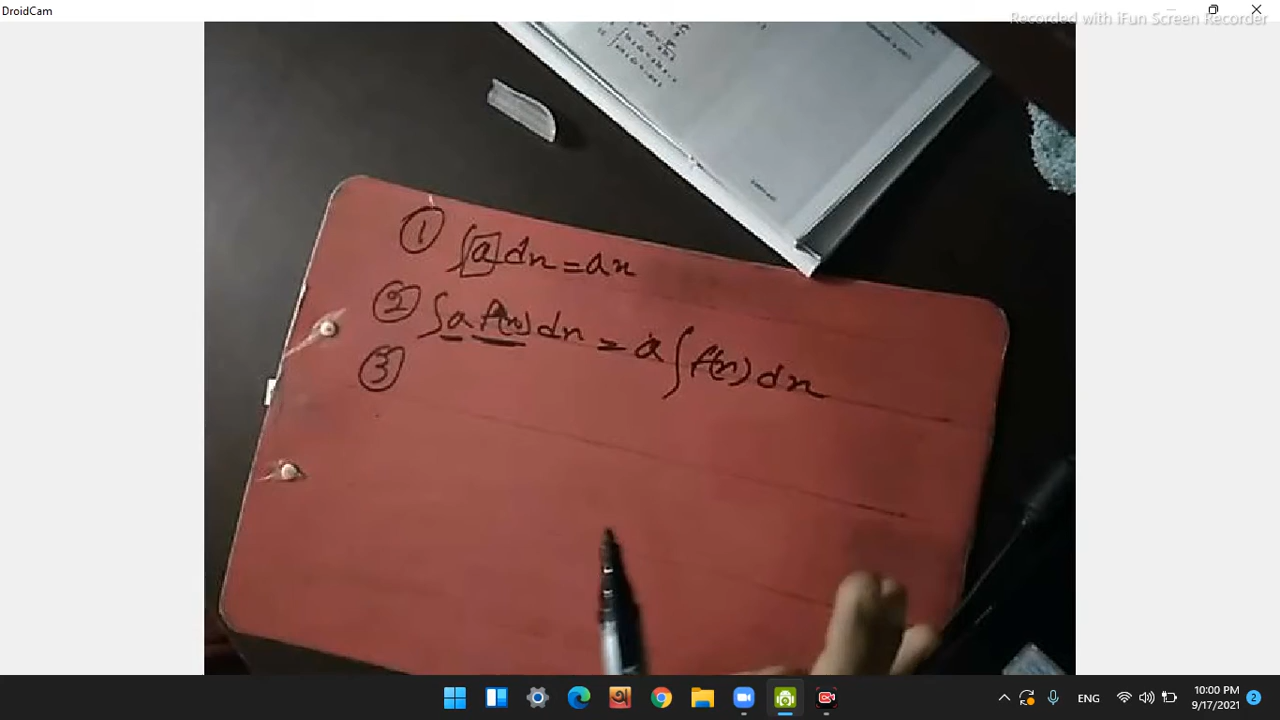 DroidCam
Recorded with iFun Screen Recorder
① ∫a dx = ax
② ∫a f(x) dx = a ∫f(x) dx
③
ENG
10:00 PM
9/17/2021
2